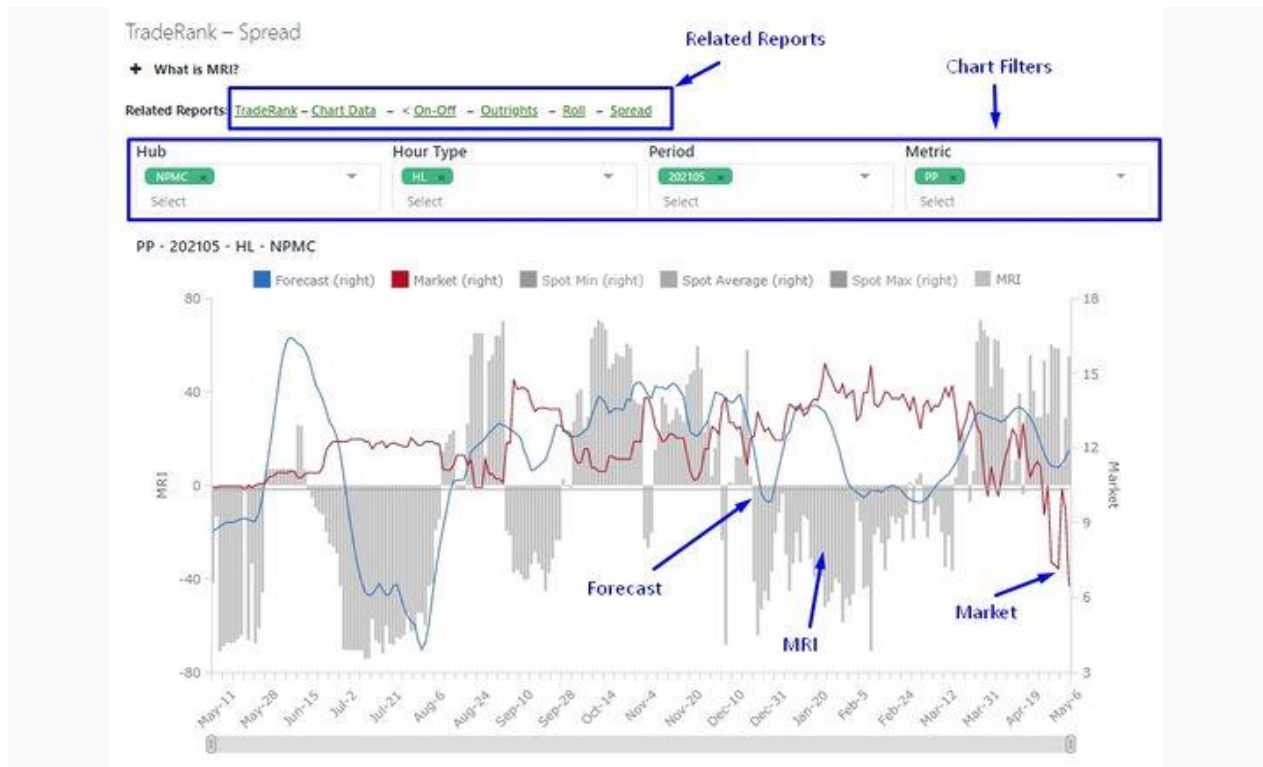 TradeRank – Spread
Related Reports
+ What is MRI?
Chart Filters
Related Reports: TradeRank – Chart Data – < On-Off – Outrights – Roll – Spread
Hub Hour Type Period Metric
NPMC × HL × 202105 × PP ×
Select Select Select Select
PP - 202105 - HL - NPMC
Forecast (right) Market (right) Spot Min (right) Spot Average (right) Spot Max (right) MRI
80 18
15
40
12
MRI 0 Market
9
-40 6
Forecast
Market
MRI
-80 3
May-11 May-28 Jun-15 Jul-2 Jul-21 Aug-6 Aug-24 Sep-10 Sep-28 Oct-14 Nov-4 Nov-20 Dec-10 Dec-31 Jan-20 Feb-5 Feb-24 Mar-12 Mar-31 Apr-19 May-6